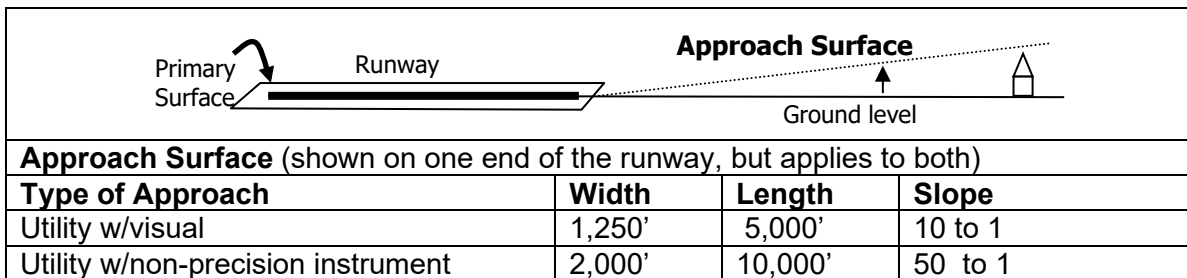 Approach Surface
Primary Surface
Runway
Ground level
Approach Surface (shown on one end of the runway, but applies to both)
Type of Approach Width Length Slope
Utility w/visual 1,250’ 5,000’ 10 to 1
Utility w/non-precision instrument 2,000’ 10,000’ 50 to 1